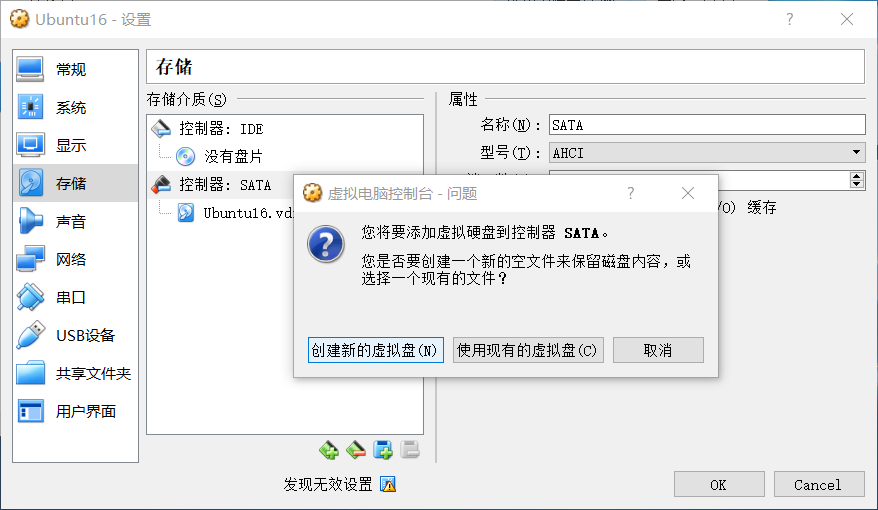 Ubuntu16 - 设置
常规
系统
显示
存储
声音
网络
串口
USB设备
共享文件夹
用户界面
存储
存储介质(S)
控制器: IDE
没有盘片
控制器: SATA
Ubuntu16.vd
属性
名称(N): SATA
型号(T): AHCI
/O) 缓存
虚拟电脑控制台 - 问题
您将要添加虚拟硬盘到控制器 SATA。
您是否要创建一个新的空文件来保留磁盘内容，或
选择一个现有的文件？
创建新的虚拟盘(N)
使用现有的虚拟盘(C)
取消
发现无效设置
OK
Cancel